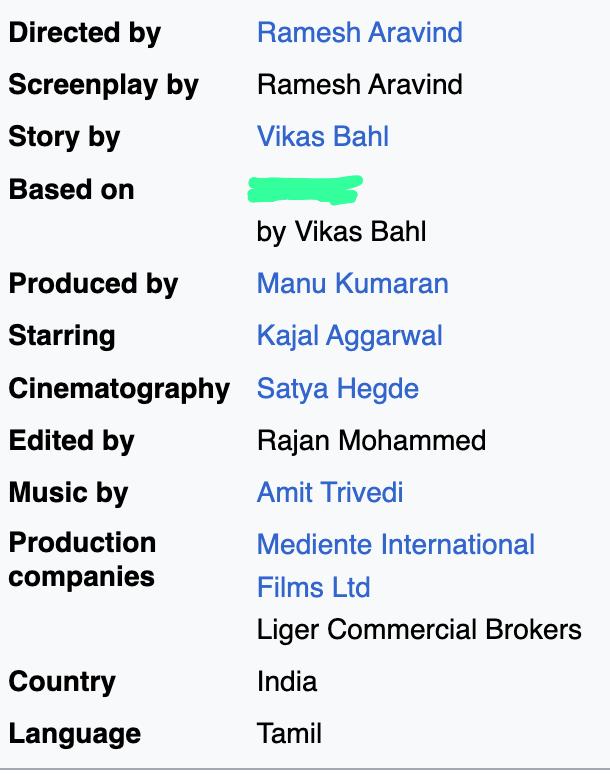 Directed by Ramesh Aravind
Screenplay by Ramesh Aravind
Story by Vikas Bahl
Based on
by Vikas Bahl
Produced by Manu Kumaran
Starring Kajal Aggarwal
Cinematography Satya Hegde
Edited by Rajan Mohammed
Music by Amit Trivedi
Production companies Mediente International
Films Ltd
Liger Commercial Brokers
Country India
Language Tamil